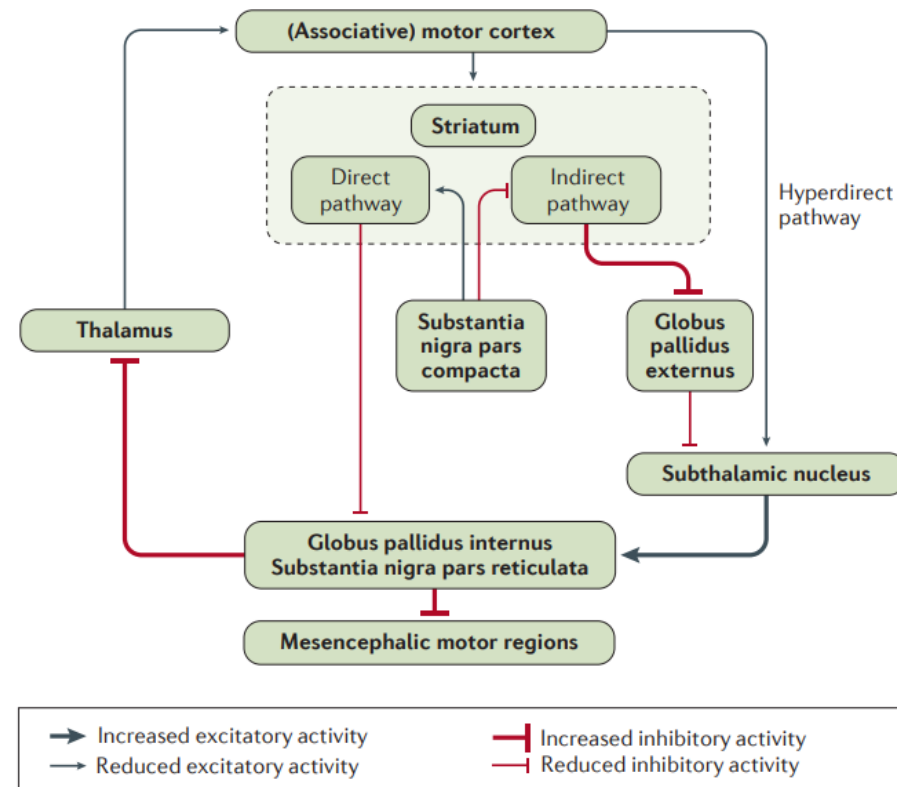 (Associative) motor cortex
Striatum
Direct
pathway
Indirect
pathway
Hyperdirect
pathway
Thalamus
Substantia
nigra pars
compacta
Globus
pallidus
externus
Subthalamic nucleus
Globus pallidus internus
Substantia nigra pars reticulata
Mesencephalic motor regions
Increased excitatory activity
Increased inhibitory activity
Reduced excitatory activity
Reduced inhibitory activity